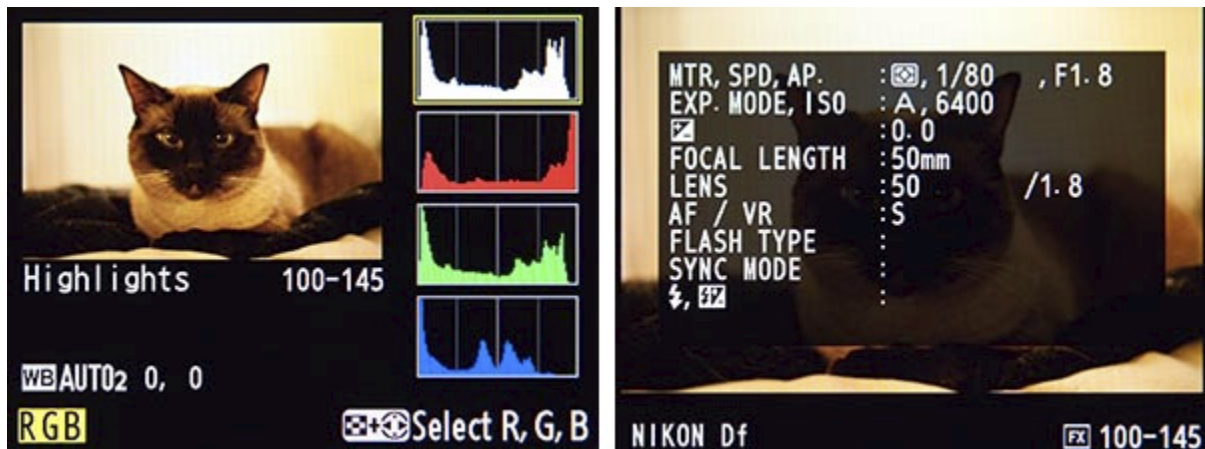 Highlights 100-145
WB AUTO2 0, 0
RGB Select R, G, B
MTR, SPD, AP. : , 1/80 , F1.8
EXP. MODE, ISO : A, 6400
: 0.0
FOCAL LENGTH : 50mm
LENS : 50 /1.8
AF / VR : S
FLASH TYPE :
SYNC MODE :
, :
NIKON Df FX 100-145